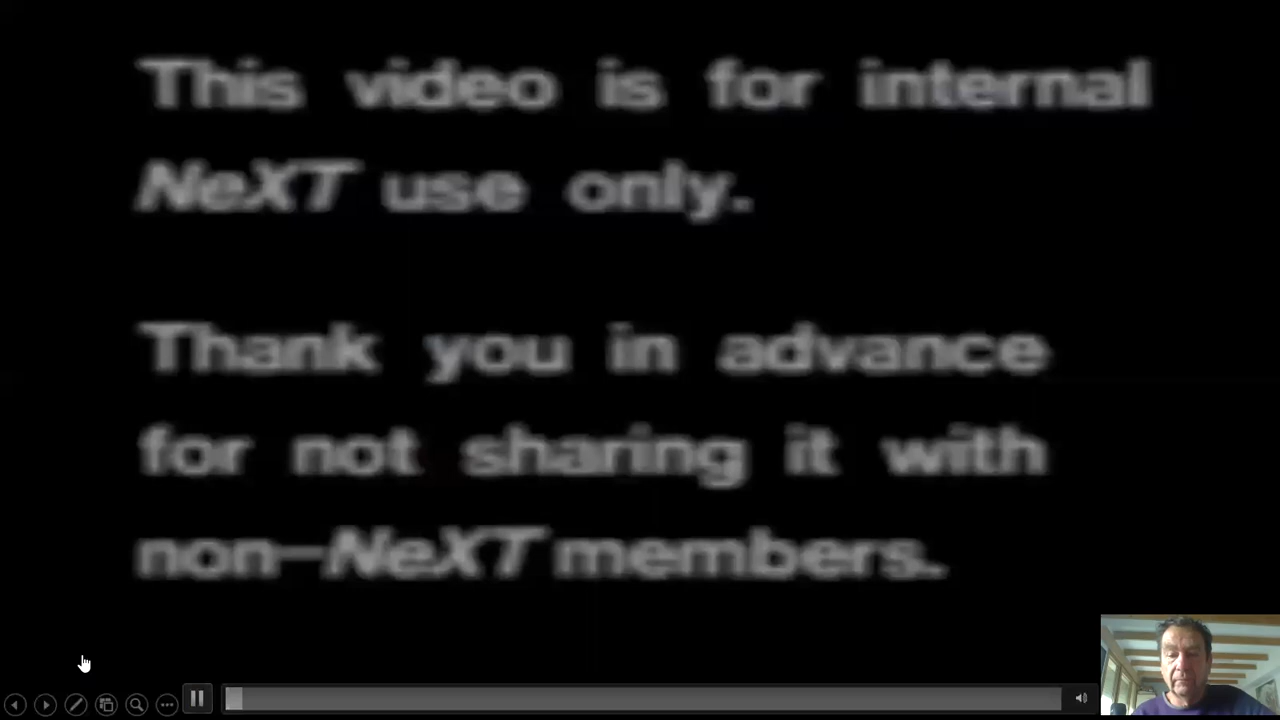 This video is for internal
NeXT use only.
Thank you in advance
for not sharing it with
non-NeXT members.